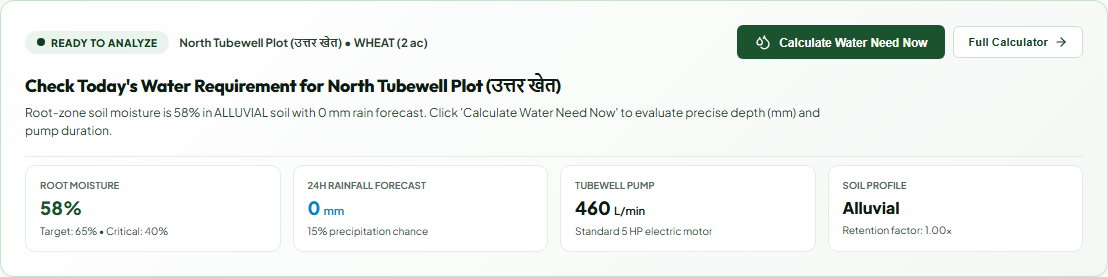 READY TO ANALYZE
North Tubewell Plot (उत्तर खेत) • WHEAT (2 ac)
Calculate Water Need Now
Full Calculator →
Check Today's Water Requirement for North Tubewell Plot (उत्तर खेत)
Root-zone soil moisture is 58% in ALLUVIAL soil with 0 mm rain forecast. Click 'Calculate Water Need Now' to evaluate precise depth (mm) and
pump duration.
ROOT MOISTURE
58%
Target: 65% • Critical: 40%
24H RAINFALL FORECAST
0 mm
15% precipitation chance
TUBEWELL PUMP
460 L/min
Standard 5 HP electric motor
SOIL PROFILE
Alluvial
Retention factor: 1.00x